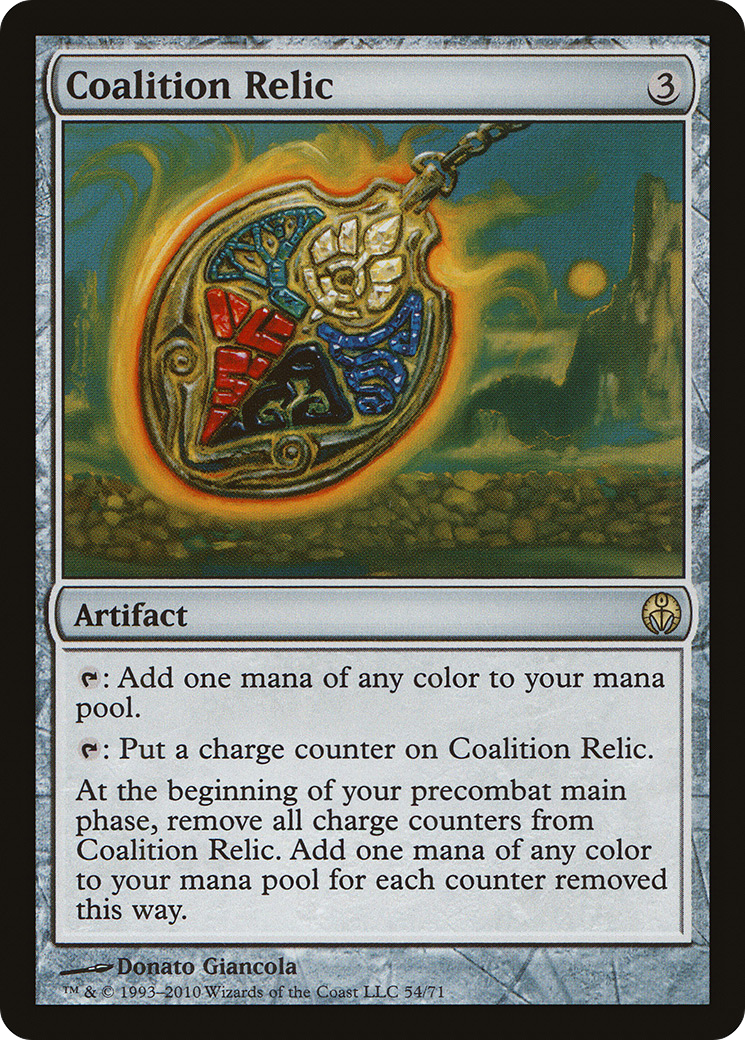 Coalition Relic 3
Artifact
: Add one mana of any color to your mana
pool.
: Put a charge counter on Coalition Relic.
At the beginning of your precombat main
phase, remove all charge counters from
Coalition Relic. Add one mana of any color
to your mana pool for each counter removed
this way.
Donato Giancola
™ & © 1993–2010 Wizards of the Coast LLC 54/71